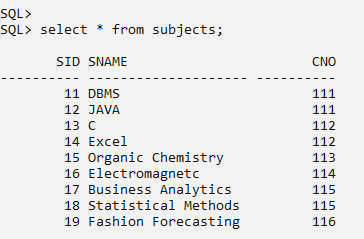 SQL>
SQL> select * from subjects;
SID SNAME CNO
---------- -------------------- ----------
11 DBMS 111
12 JAVA 111
13 C 112
14 Excel 112
15 Organic Chemistry 113
16 Electromagnetc 114
17 Business Analytics 115
18 Statistical Methods 115
19 Fashion Forecasting 116